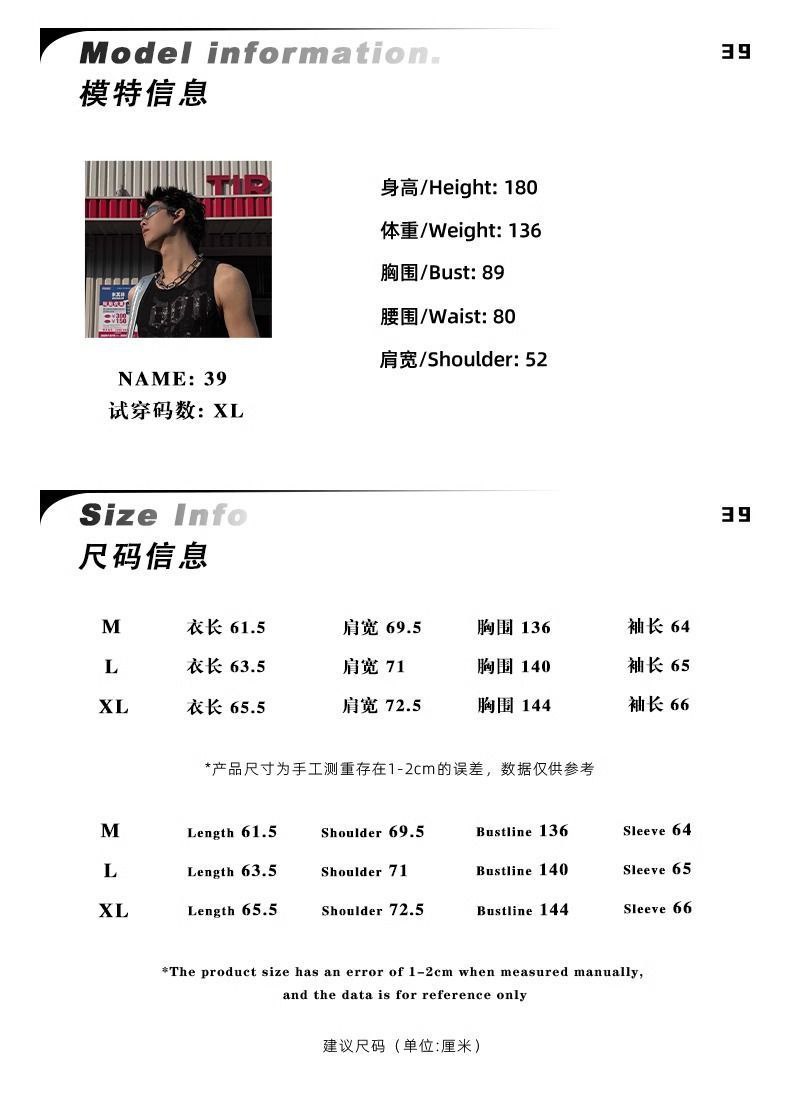 Model information.
39
模特信息
TIR
身高/Height: 180
体重/Weight: 136
胸围/Bust: 89
腰围/Waist: 80
肩宽/Shoulder: 52
NAME: 39
试穿码数: XL
Size Info
39
尺码信息
M 衣长 61.5 肩宽 69.5 胸围 136 袖长 64
L 衣长 63.5 肩宽 71 胸围 140 袖长 65
XL 衣长 65.5 肩宽 72.5 胸围 144 袖长 66
*产品尺寸为手工测量存在1-2cm的误差，数据仅供参考
M Length 61.5 Shoulder 69.5 Bustline 136 Sleeve 64
L Length 63.5 Shoulder 71 Bustline 140 Sleeve 65
XL Length 65.5 Shoulder 72.5 Bustline 144 Sleeve 66
*The product size has an error of 1-2cm when measured manually,
and the data is for reference only
建议尺码（单位:厘米）